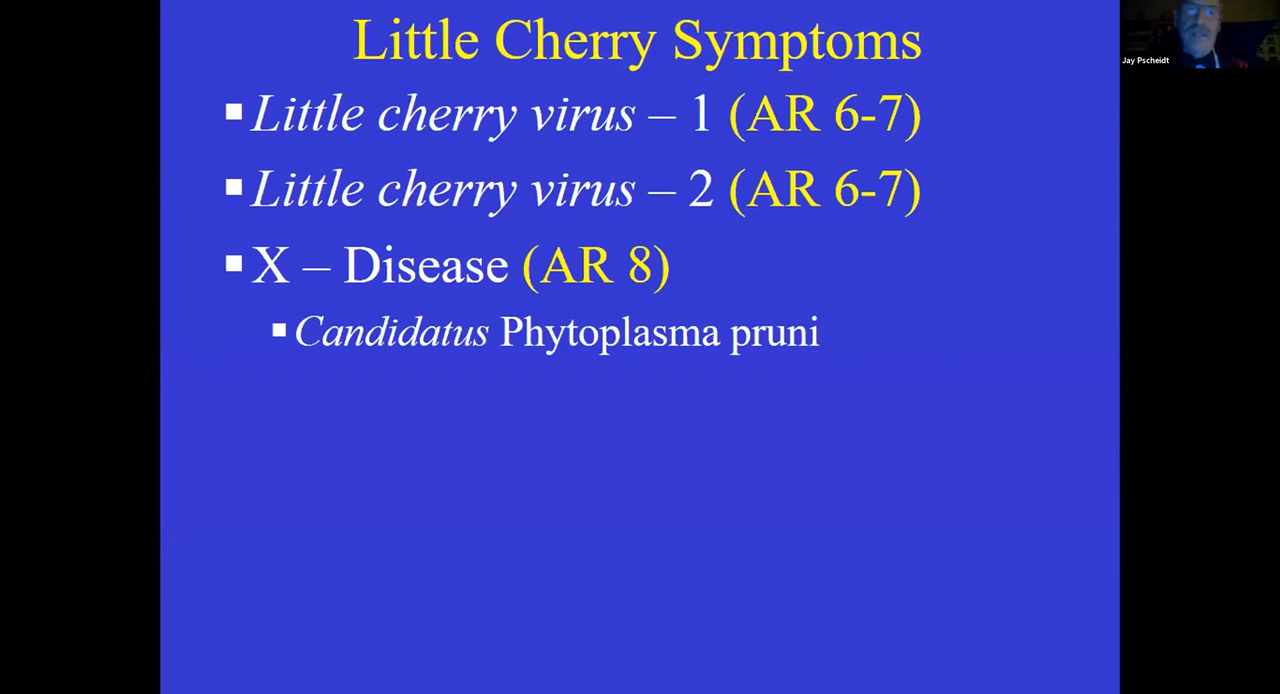 Little Cherry Symptoms
Little cherry virus – 1 (AR 6-7)
Little cherry virus – 2 (AR 6-7)
X – Disease (AR 8)
Candidatus Phytoplasma pruni
Jay Pscheidt